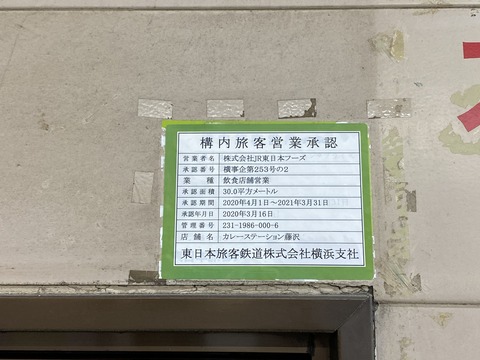 構内旅客営業承認
営業者名 株式会社JR東日本フーズ
承認番号 横事企第253号の2
業種 飲食店舗営業
承認面積 30.0平方メートル
承認期間 2020年4月1日~2021年3月31日
承認年月日 2020年3月16日
管理番号 231-1986-000-6
店舗名 カレーステーション藤沢
東日本旅客鉄道株式会社横浜支社